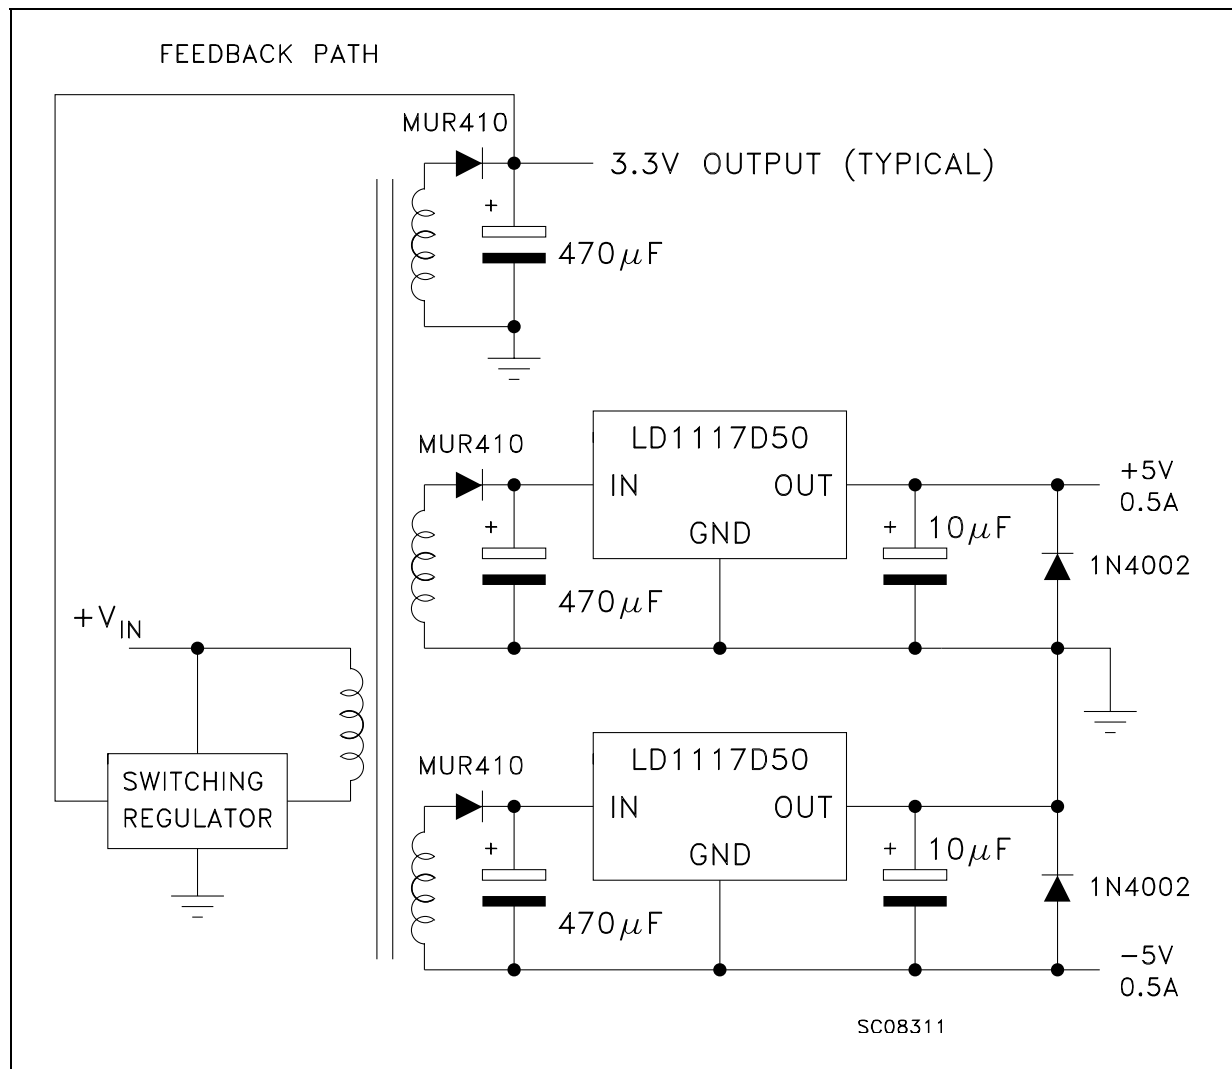 FEEDBACK PATH
MUR410
3.3V OUTPUT (TYPICAL)
+
470μF
MUR410
LD1117D50
IN
OUT
GND
+
470μF
+
10μF
+5V
0.5A
1N4002
+VIN
SWITCHING
REGULATOR
MUR410
LD1117D50
IN
OUT
GND
+
470μF
+
10μF
1N4002
-5V
0.5A
SC08311